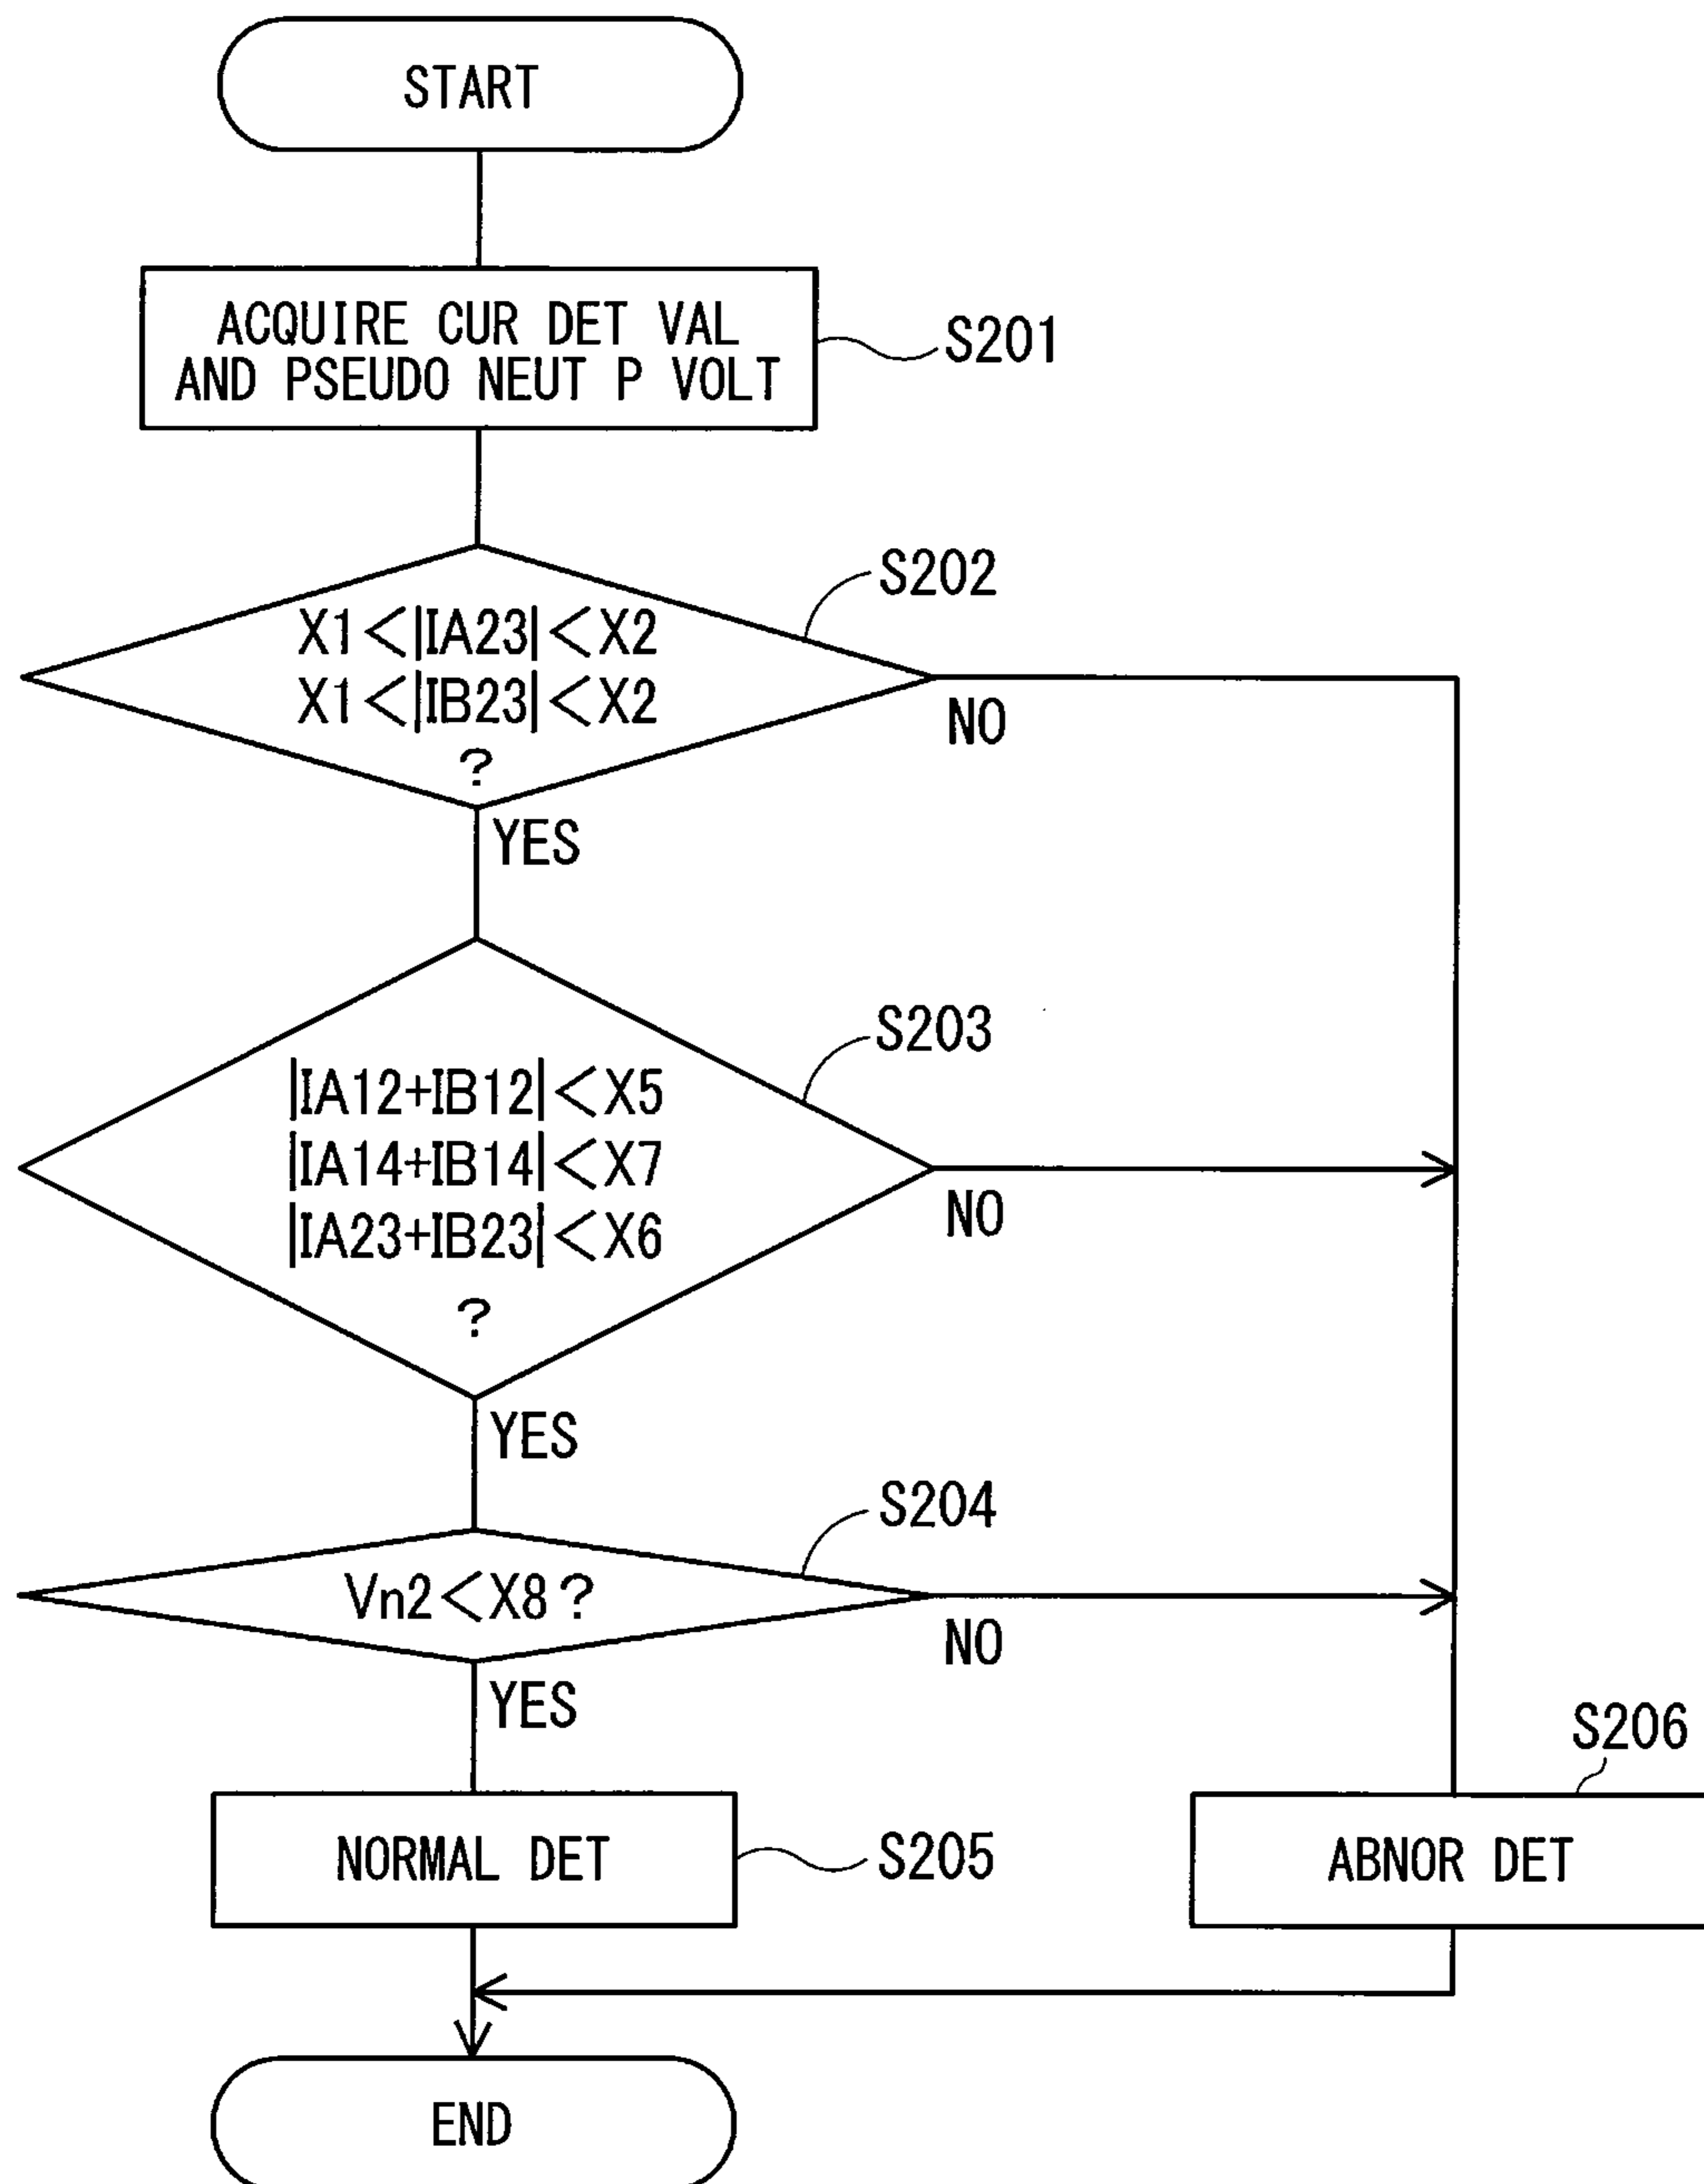 START
ACQUIRE CUR DET VAL
AND PSEUDO NEUT P VOLT
S201
S202
X1<|IA23|<X2
X1<|IB23|<X2
?
NO
YES
S203
|IA12+IB12|<X5
|IA14+IB14|<X7
|IA23+IB23|<X6
?
NO
YES
S204
Vn2<X8?
NO
YES
S206
NORMAL DET
S205
ABNOR DET
END